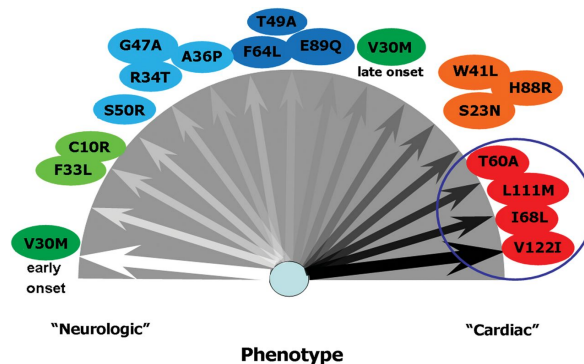 T49A
G47A
A36P
F64L
E89Q
V30M
late onset
R34T
W41L
H88R
S50R
S23N
C10R
F33L
T60A
L111M
I68L
V30M
early
onset
V122I
"Neurologic"
"Cardiac"
Phenotype